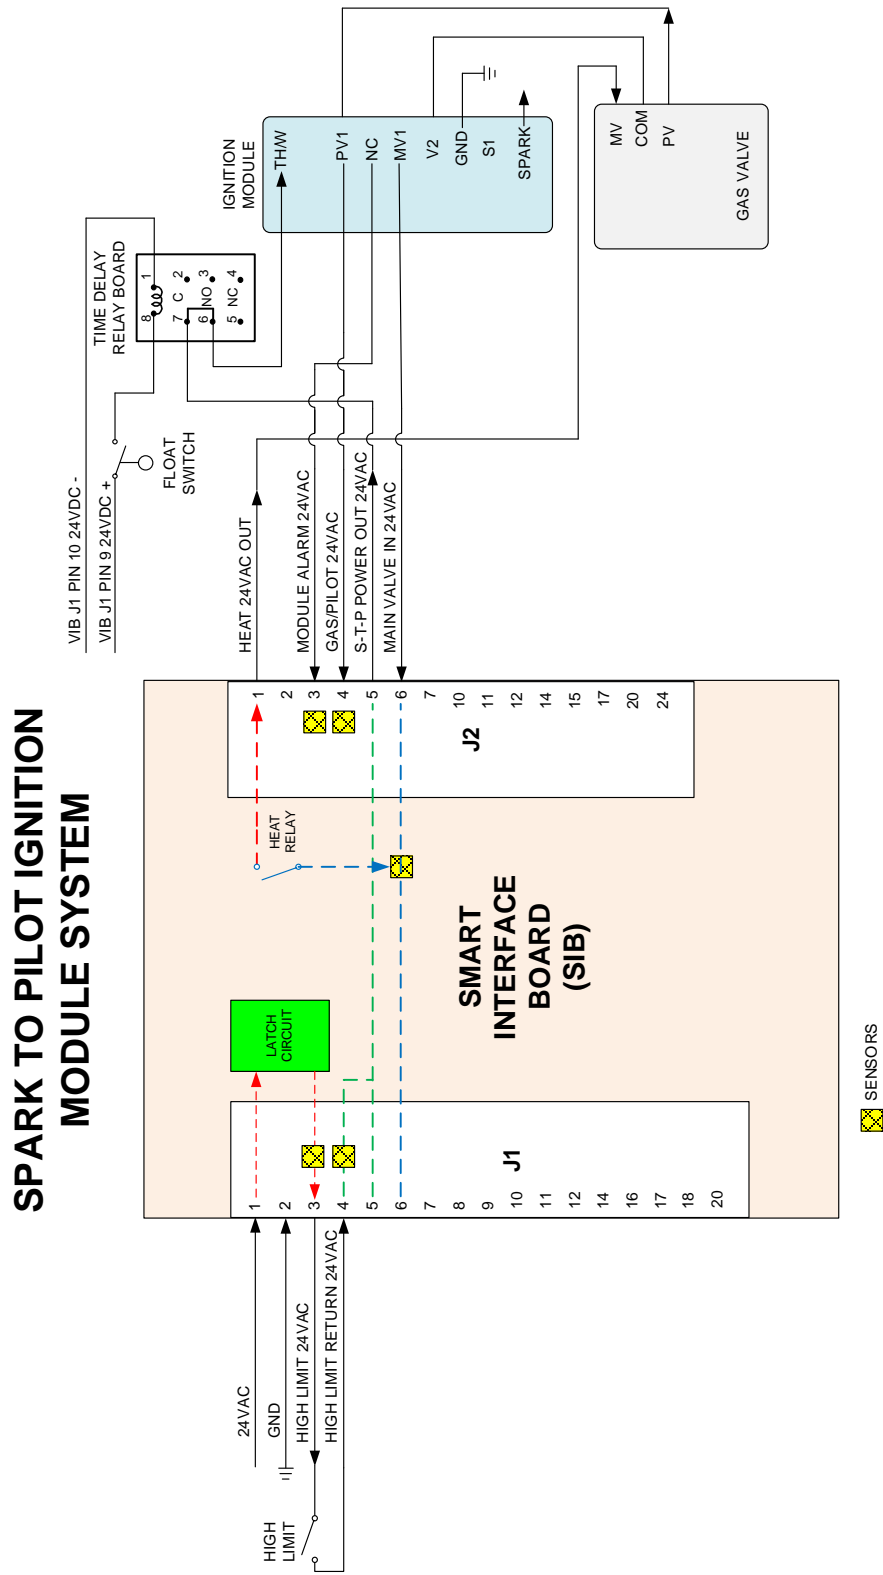 SPARK TO PILOT IGNITION
MODULE SYSTEM
24VAC
GND
HIGH LIMIT 24VAC
HIGH LIMIT RETURN 24VAC
HIGH
LIMIT
1
2
3
4
5
6
7
8
9
10
11
12
14
16
17
18
20
J1
LATCH
CIRCUIT
SMART
INTERFACE
BOARD
(SIB)
HEAT
RELAY
J2
1
2
3
4
5
6
7
10
11
12
14
15
17
20
24
VIB J1 PIN 10 24VDC -
VIB J1 PIN 9 24VDC +
FLOAT
SWITCH
HEAT 24VAC OUT
MODULE ALARM 24VAC
GAS/PILOT 24VAC
S-T-P POWER OUT 24VAC
MAIN VALVE IN 24VAC
TIME DELAY
RELAY BOARD
8 1
7 C 2
6 NO 3
5 NC 4
IGNITION
MODULE
TH/W
PV1
NC
MV1
V2
GND
S1
SPARK
MV
COM
PV
GAS VALVE
SENSORS